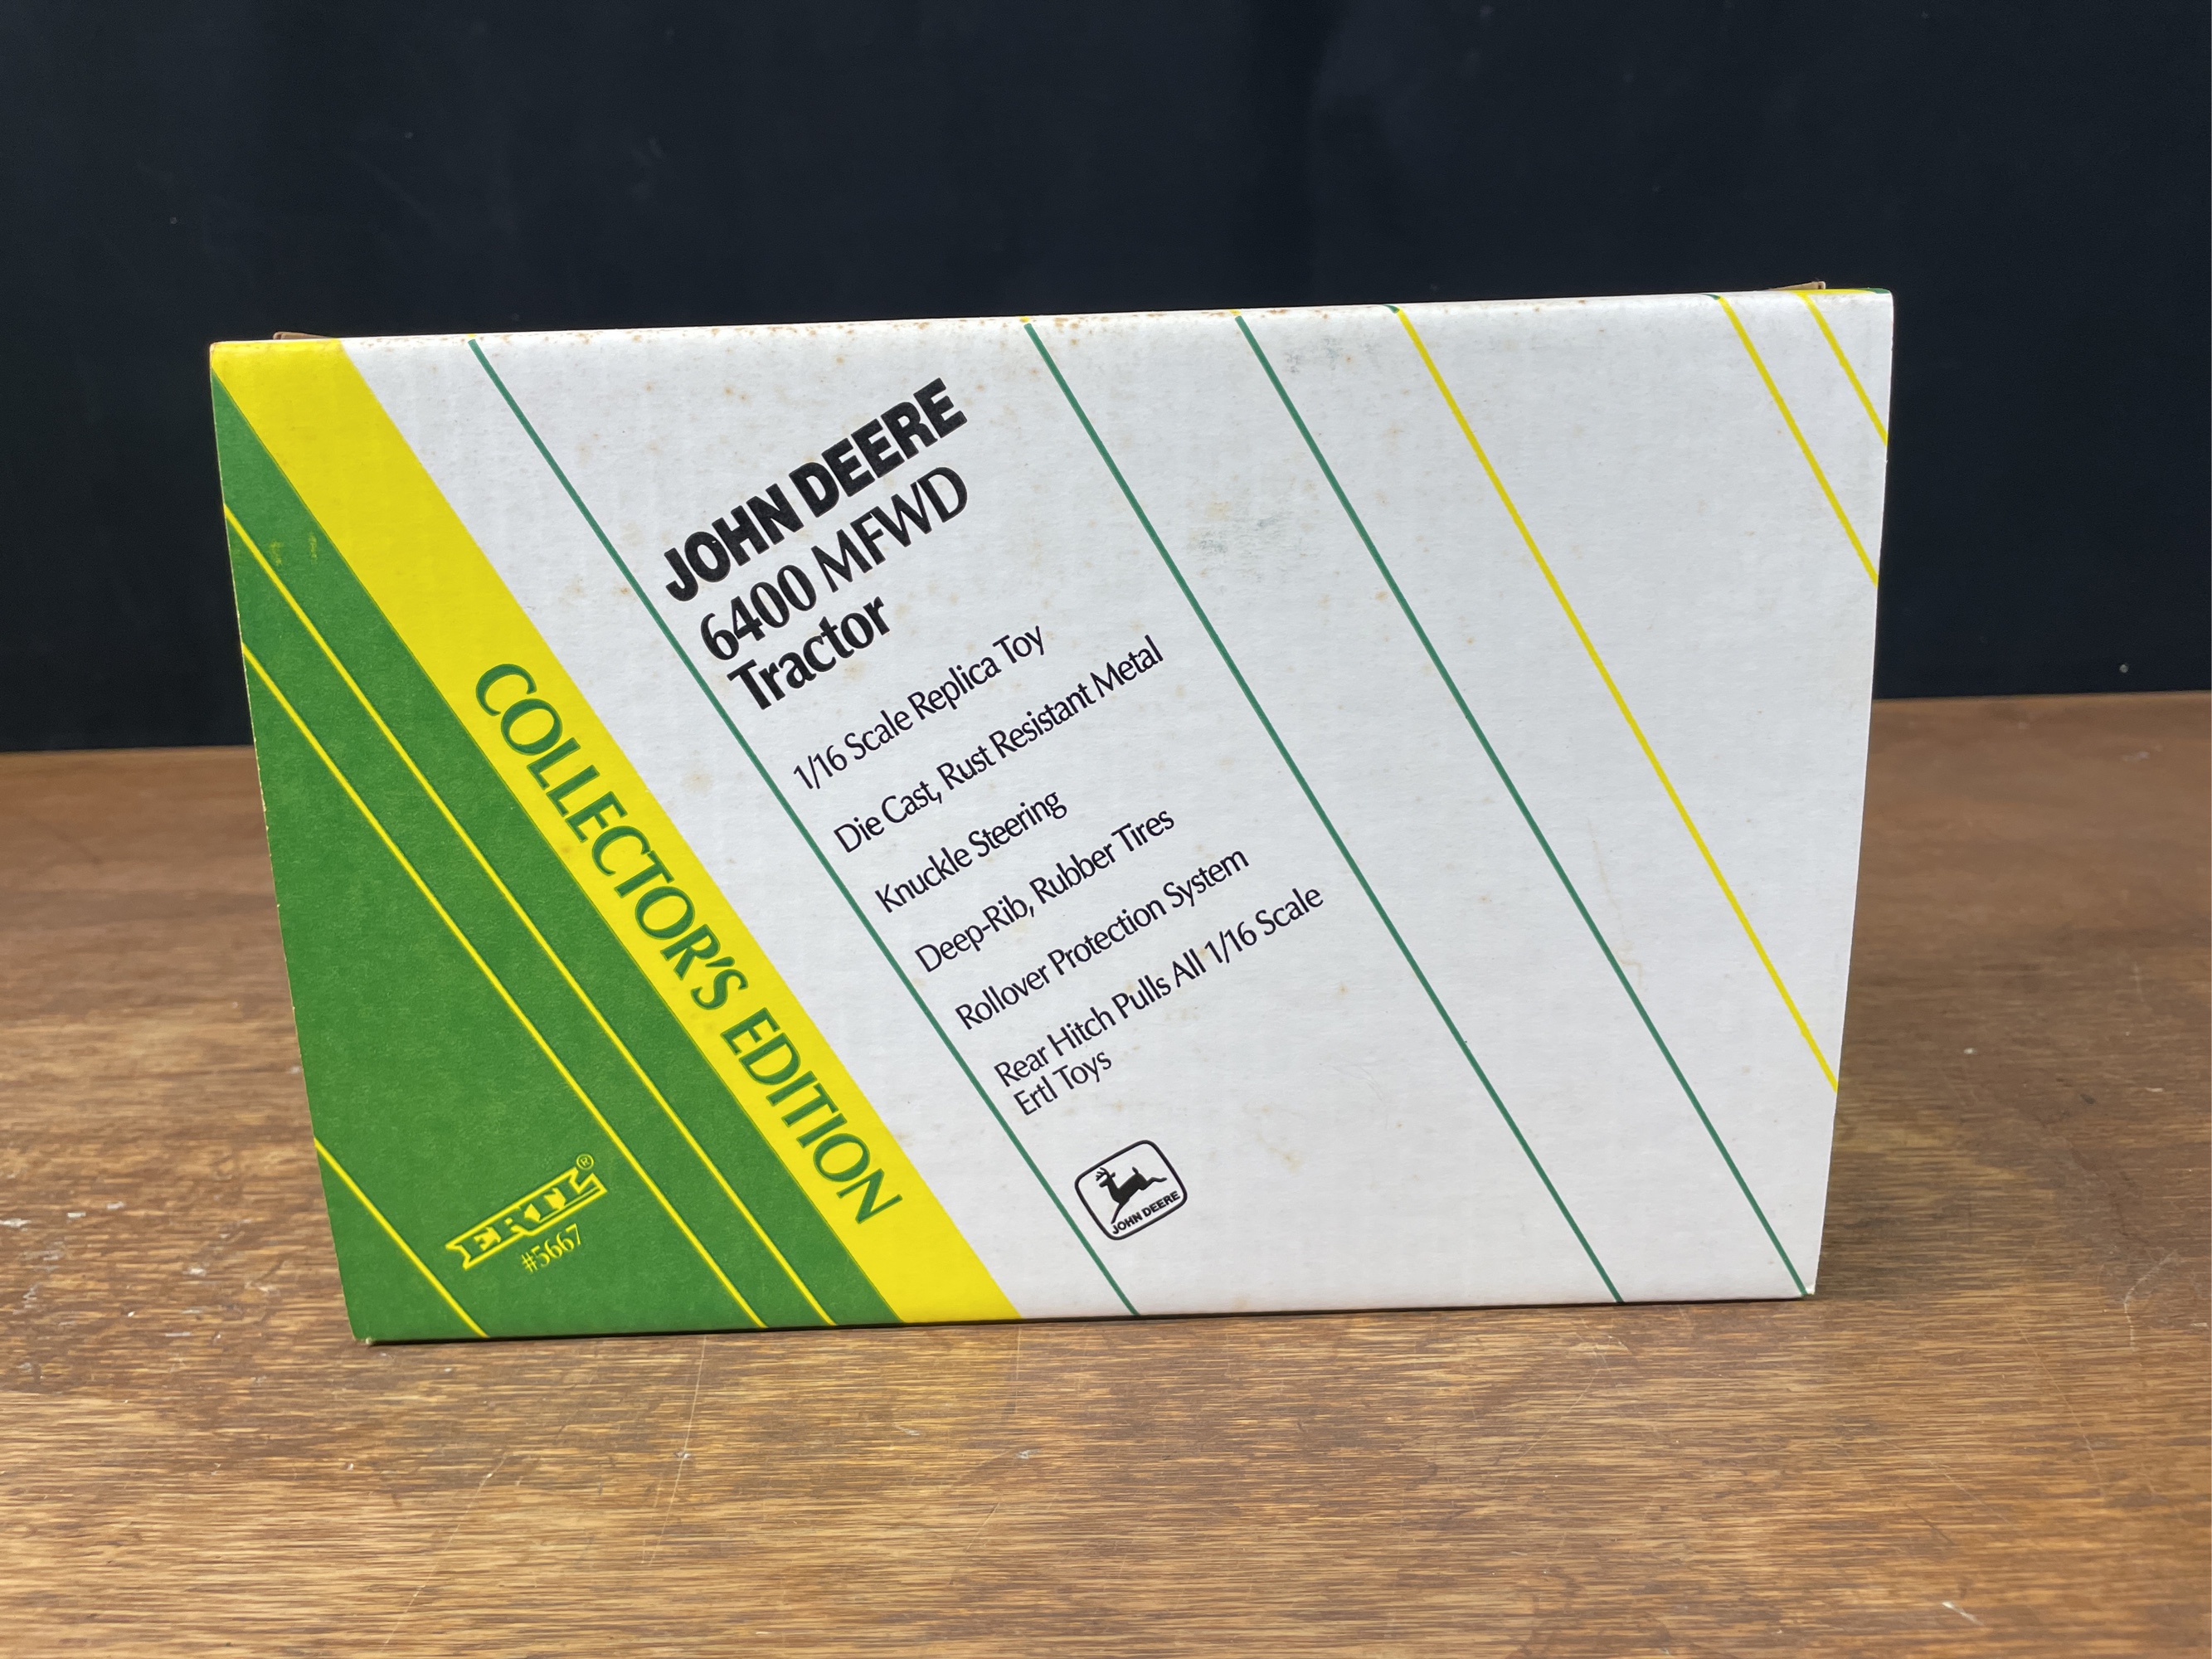 JOHN DEERE
6400 MFWD
Tractor
1/16 Scale Replica Toy
Die Cast, Rust Resistant Metal
Knuckle Steering
Deep-Rib, Rubber Tires
Rollover Protection System
Rear Hitch Pulls All 1/16 Scale
Ertl Toys
JOHN DEERE
COLLECTOR'S EDITION
ERTL®
#5667